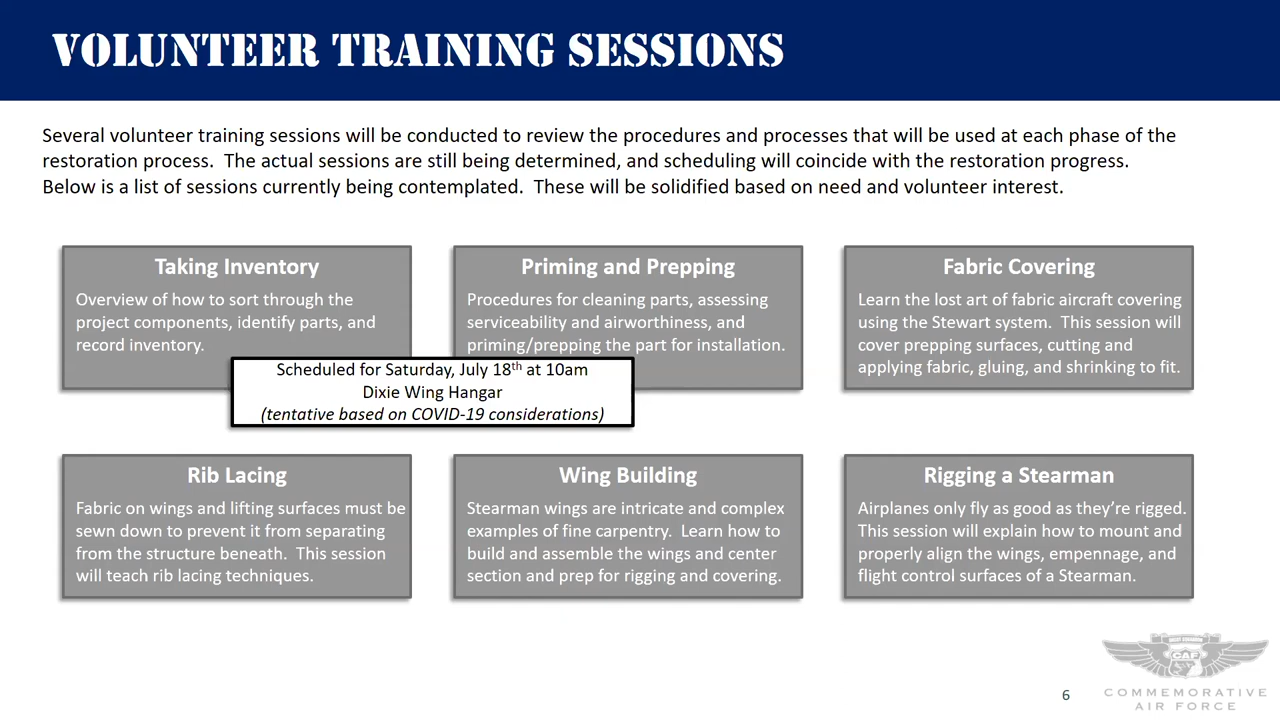 VOLUNTEER TRAINING SESSIONS
Several volunteer training sessions will be conducted to review the procedures and processes that will be used at each phase of the
restoration process.  The actual sessions are still being determined, and scheduling will coincide with the restoration progress.
Below is a list of sessions currently being contemplated.  These will be solidified based on need and volunteer interest.
Taking Inventory
Overview of how to sort through the
project components, identify parts, and
record inventory.
Priming and Prepping
Procedures for cleaning parts, assessing
serviceability and airworthiness, and
priming/prepping the part for installation.
Fabric Covering
Learn the lost art of fabric aircraft covering
using the Stewart system.  This session will
cover prepping surfaces, cutting and
applying fabric, gluing, and shrinking to fit.
Scheduled for Saturday, July 18th at 10am
Dixie Wing Hangar
(tentative based on COVID-19 considerations)
Rib Lacing
Fabric on wings and lifting surfaces must be
sewn down to prevent it from separating
from the structure beneath.  This session
will teach rib lacing techniques.
Wing Building
Stearman wings are intricate and complex
examples of fine carpentry.  Learn how to
build and assemble the wings and center
section and prep for rigging and covering.
Rigging a Stearman
Airplanes only fly as good as they're rigged.
This session will explain how to mount and
properly align the wings, empennage, and
flight control surfaces of a Stearman.
CAF
COMMEMORATIVE
AIR FORCE
6